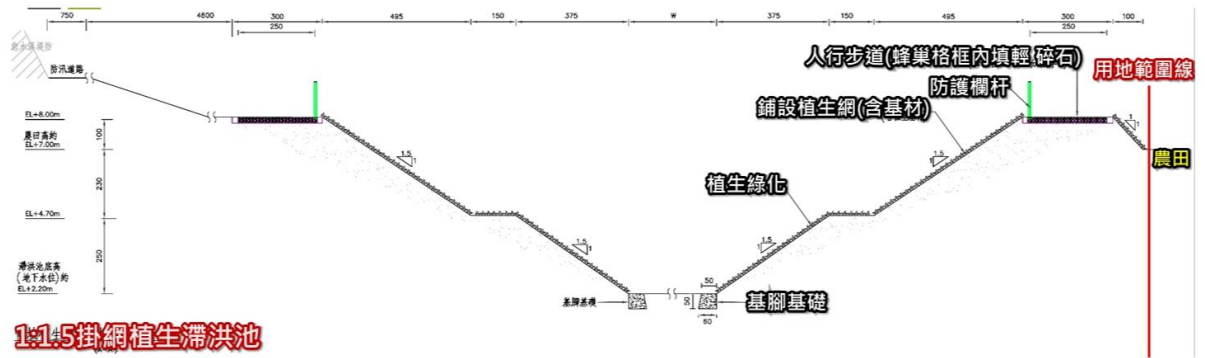 750 4800 300 495 150 375 W 375 150 495 300 100
250 250
防汛道路
人行步道(蜂巢格框內填輕 碎石)
用地範圍線
防護欄杆
鋪設植生網(含基材)
EL+8.00m
100
農田高約
EL+7.00m
1.5
1
1.5
1
1
1
農田
230
植生綠化
EL+4.70m
1.5
1
1.5
1
250
滯洪池底高
(地下水位)約
EL+2.20m
50
基腳基礎
50
基腳基礎
60
1.1.5掛網植生滯洪池